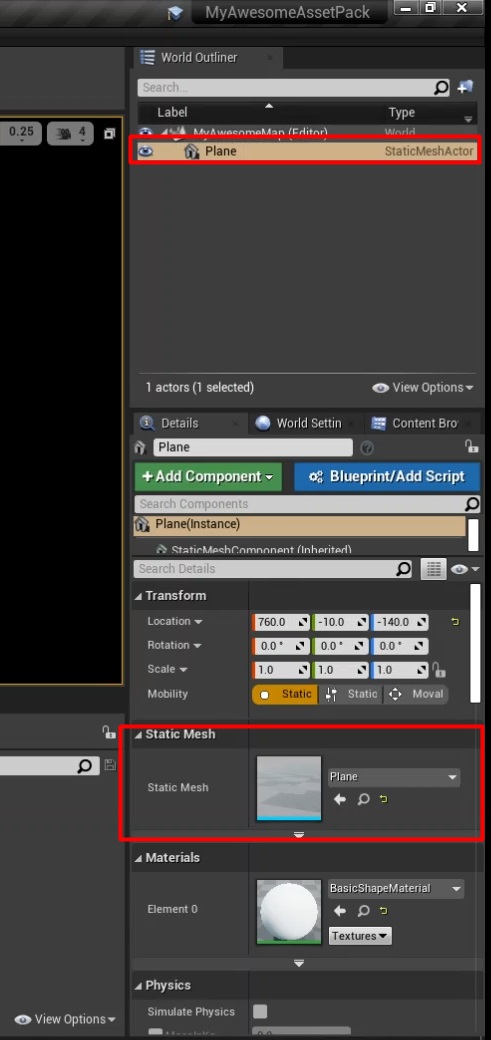 MyAwesomeAssetPack
World Outliner
Search...
Label Type
MyAwesomeMap (Editor) World
0.25 4
Plane StaticMeshActor
1 actors (1 selected) View Options
Details World Settin Content Bro
Plane
+Add Component Blueprint/Add Script
Search Components
Plane(Instance)
StaticMeshComponent (Inherited)
Search Details
Transform
Location 760.0 -10.0 -140.0
Rotation 0.0° 0.0° 0.0°
Scale 1.0 1.0 1.0
Mobility Static Static Moval
Static Mesh
Static Mesh Plane
Materials
Element 0 BasicShapeMaterial
Textures
Physics
Simulate Physics
View Options